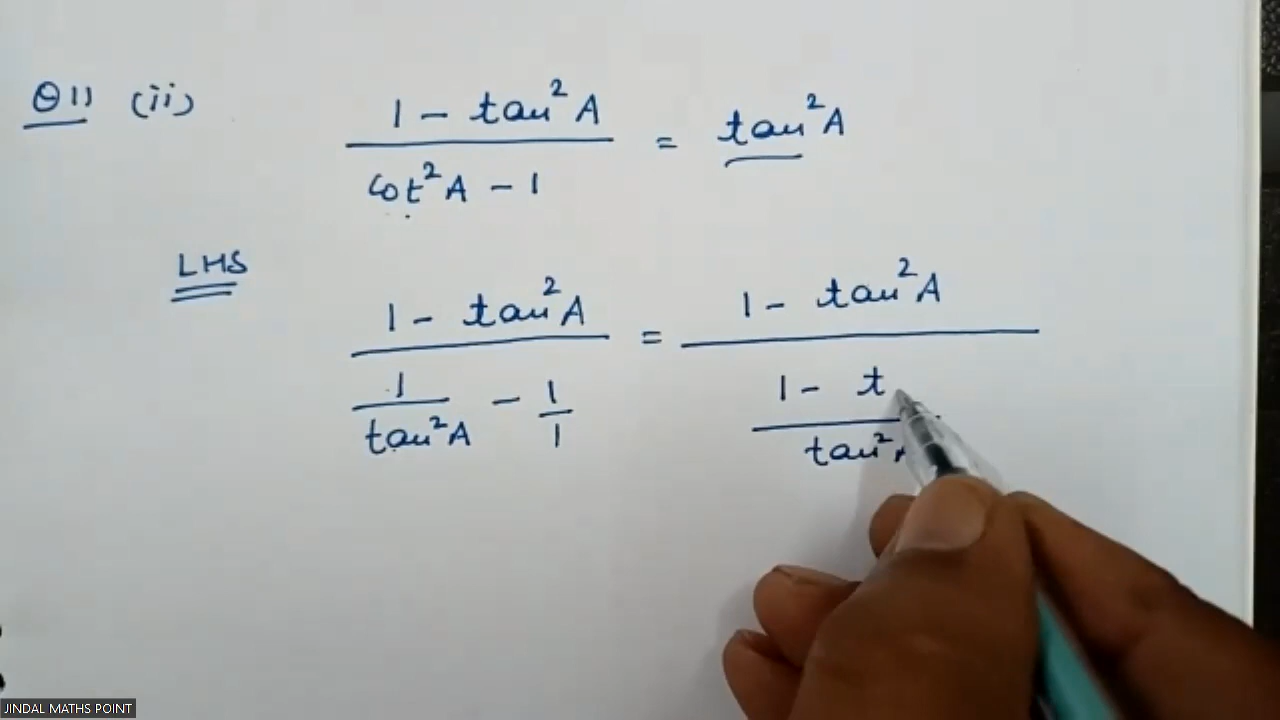 Q11 (ii) 1 - tan²A / cot²A - 1 = tan²A
LHS
1 - tan²A / (1/tan²A - 1/1) = 1 - tan²A / (1 - t / tan²A)
JINDAL MATHS POINT